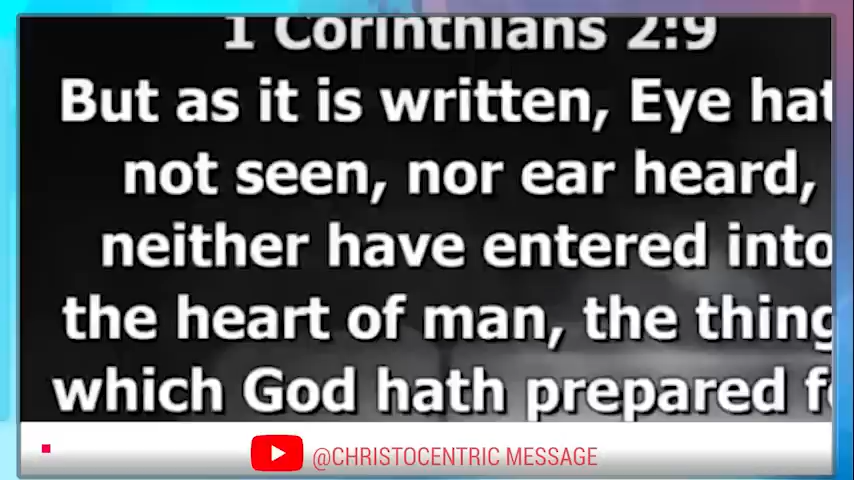 1 Corinthians 2:9
But as it is written, Eye hat
not seen, nor ear heard,
neither have entered into
the heart of man, the thing
which God hath prepared f
@CHRISTOCENTRIC MESSAGE